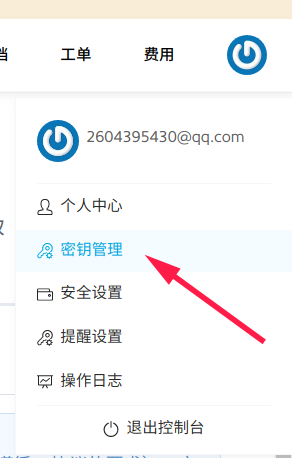 工单 费用
2604395430@qq.com
个人中心
密钥管理
安全设置
提醒设置
操作日志
退出控制台